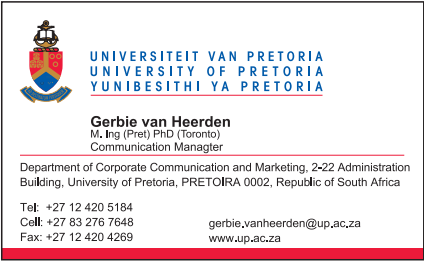 UNIVERSITEIT VAN PRETORIA
UNIVERSITY OF PRETORIA
YUNIBESITHI YA PRETORIA
Gerbie van Heerden
M. Ing (Pret) PhD (Toronto)
Communication Managter
Department of Corporate Communication and Marketing, 2-22 Administration
Building, University of Pretoria, PRETOIRA 0002, Republic of South Africa
Tel: +27 12 420 5184
Cell: +27 83 276 7648
Fax: +27 12 420 4269
gerbie.vanheerden@up.ac.za
www.up.ac.za